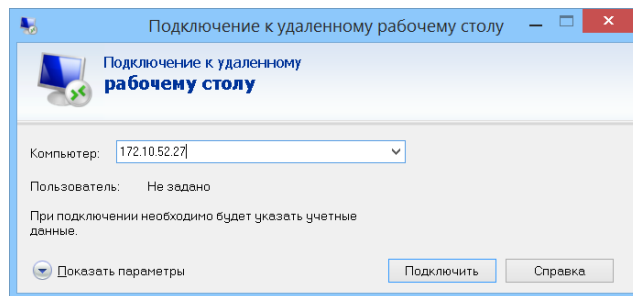 Подключение к удаленному рабочему столу
Подключение к удаленному
рабочему столу
Компьютер: 172.10.52.27
Пользователь: Не задано
При подключении необходимо будет указать учетные
данные.
Показать параметры Подключить Справка